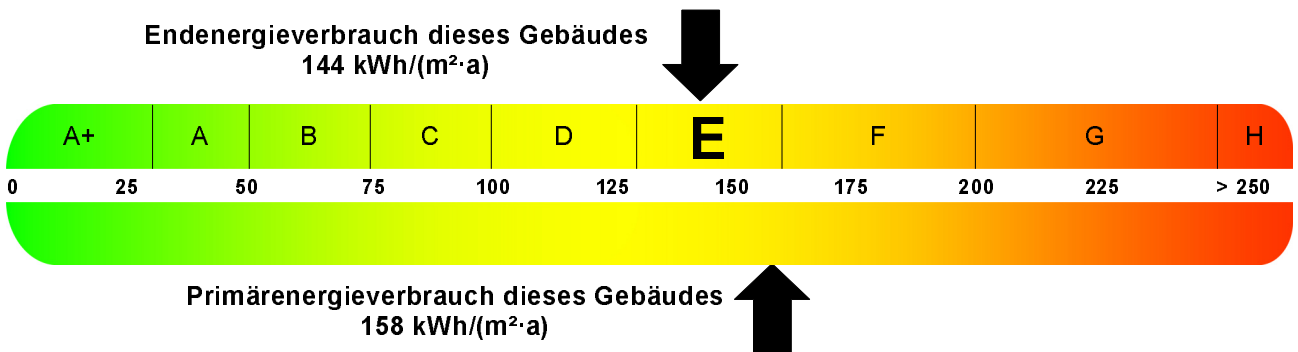 Endenergieverbrauch dieses Gebäudes
144 kWh/(m²·a)
A+ A B C D E F G H
0 25 50 75 100 125 150 175 200 225 > 250
Primärenergieverbrauch dieses Gebäudes
158 kWh/(m²·a)